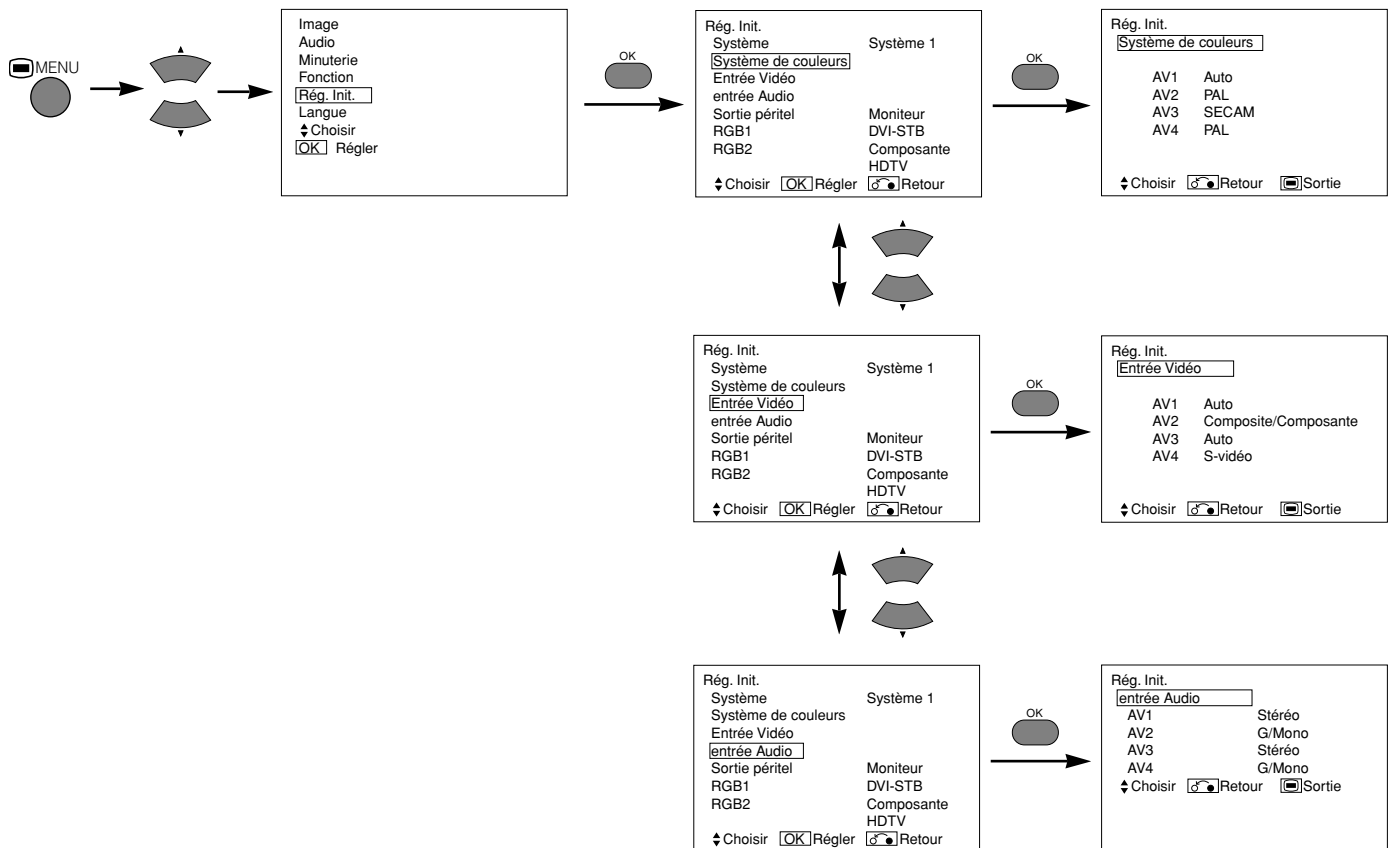 MENU
Image
Audio
Minuterie
Fonction
Rég. Init.
Langue
Choisir
OK Régler
OK
Rég. Init.
Système Système 1
Système de couleurs
Entrée Vidéo
entrée Audio
Sortie péritel Moniteur
RGB1 DVI-STB
RGB2 Composante
HDTV
Choisir OK Régler Retour
OK
Rég. Init.
Système de couleurs
AV1 Auto
AV2 PAL
AV3 SECAM
AV4 PAL
Choisir Retour Sortie
Rég. Init.
Système Système 1
Système de couleurs
Entrée Vidéo
entrée Audio
Sortie péritel Moniteur
RGB1 DVI-STB
RGB2 Composante
HDTV
Choisir OK Régler Retour
OK
Rég. Init.
Entrée Vidéo
AV1 Auto
AV2 Composite/Composante
AV3 Auto
AV4 S-vidéo
Choisir Retour Sortie
Rég. Init.
Système Système 1
Système de couleurs
Entrée Vidéo
entrée Audio
Sortie péritel Moniteur
RGB1 DVI-STB
RGB2 Composante
HDTV
Choisir OK Régler Retour
OK
Rég. Init.
entrée Audio
AV1 Stéréo
AV2 G/Mono
AV3 Stéréo
AV4 G/Mono
Choisir Retour Sortie